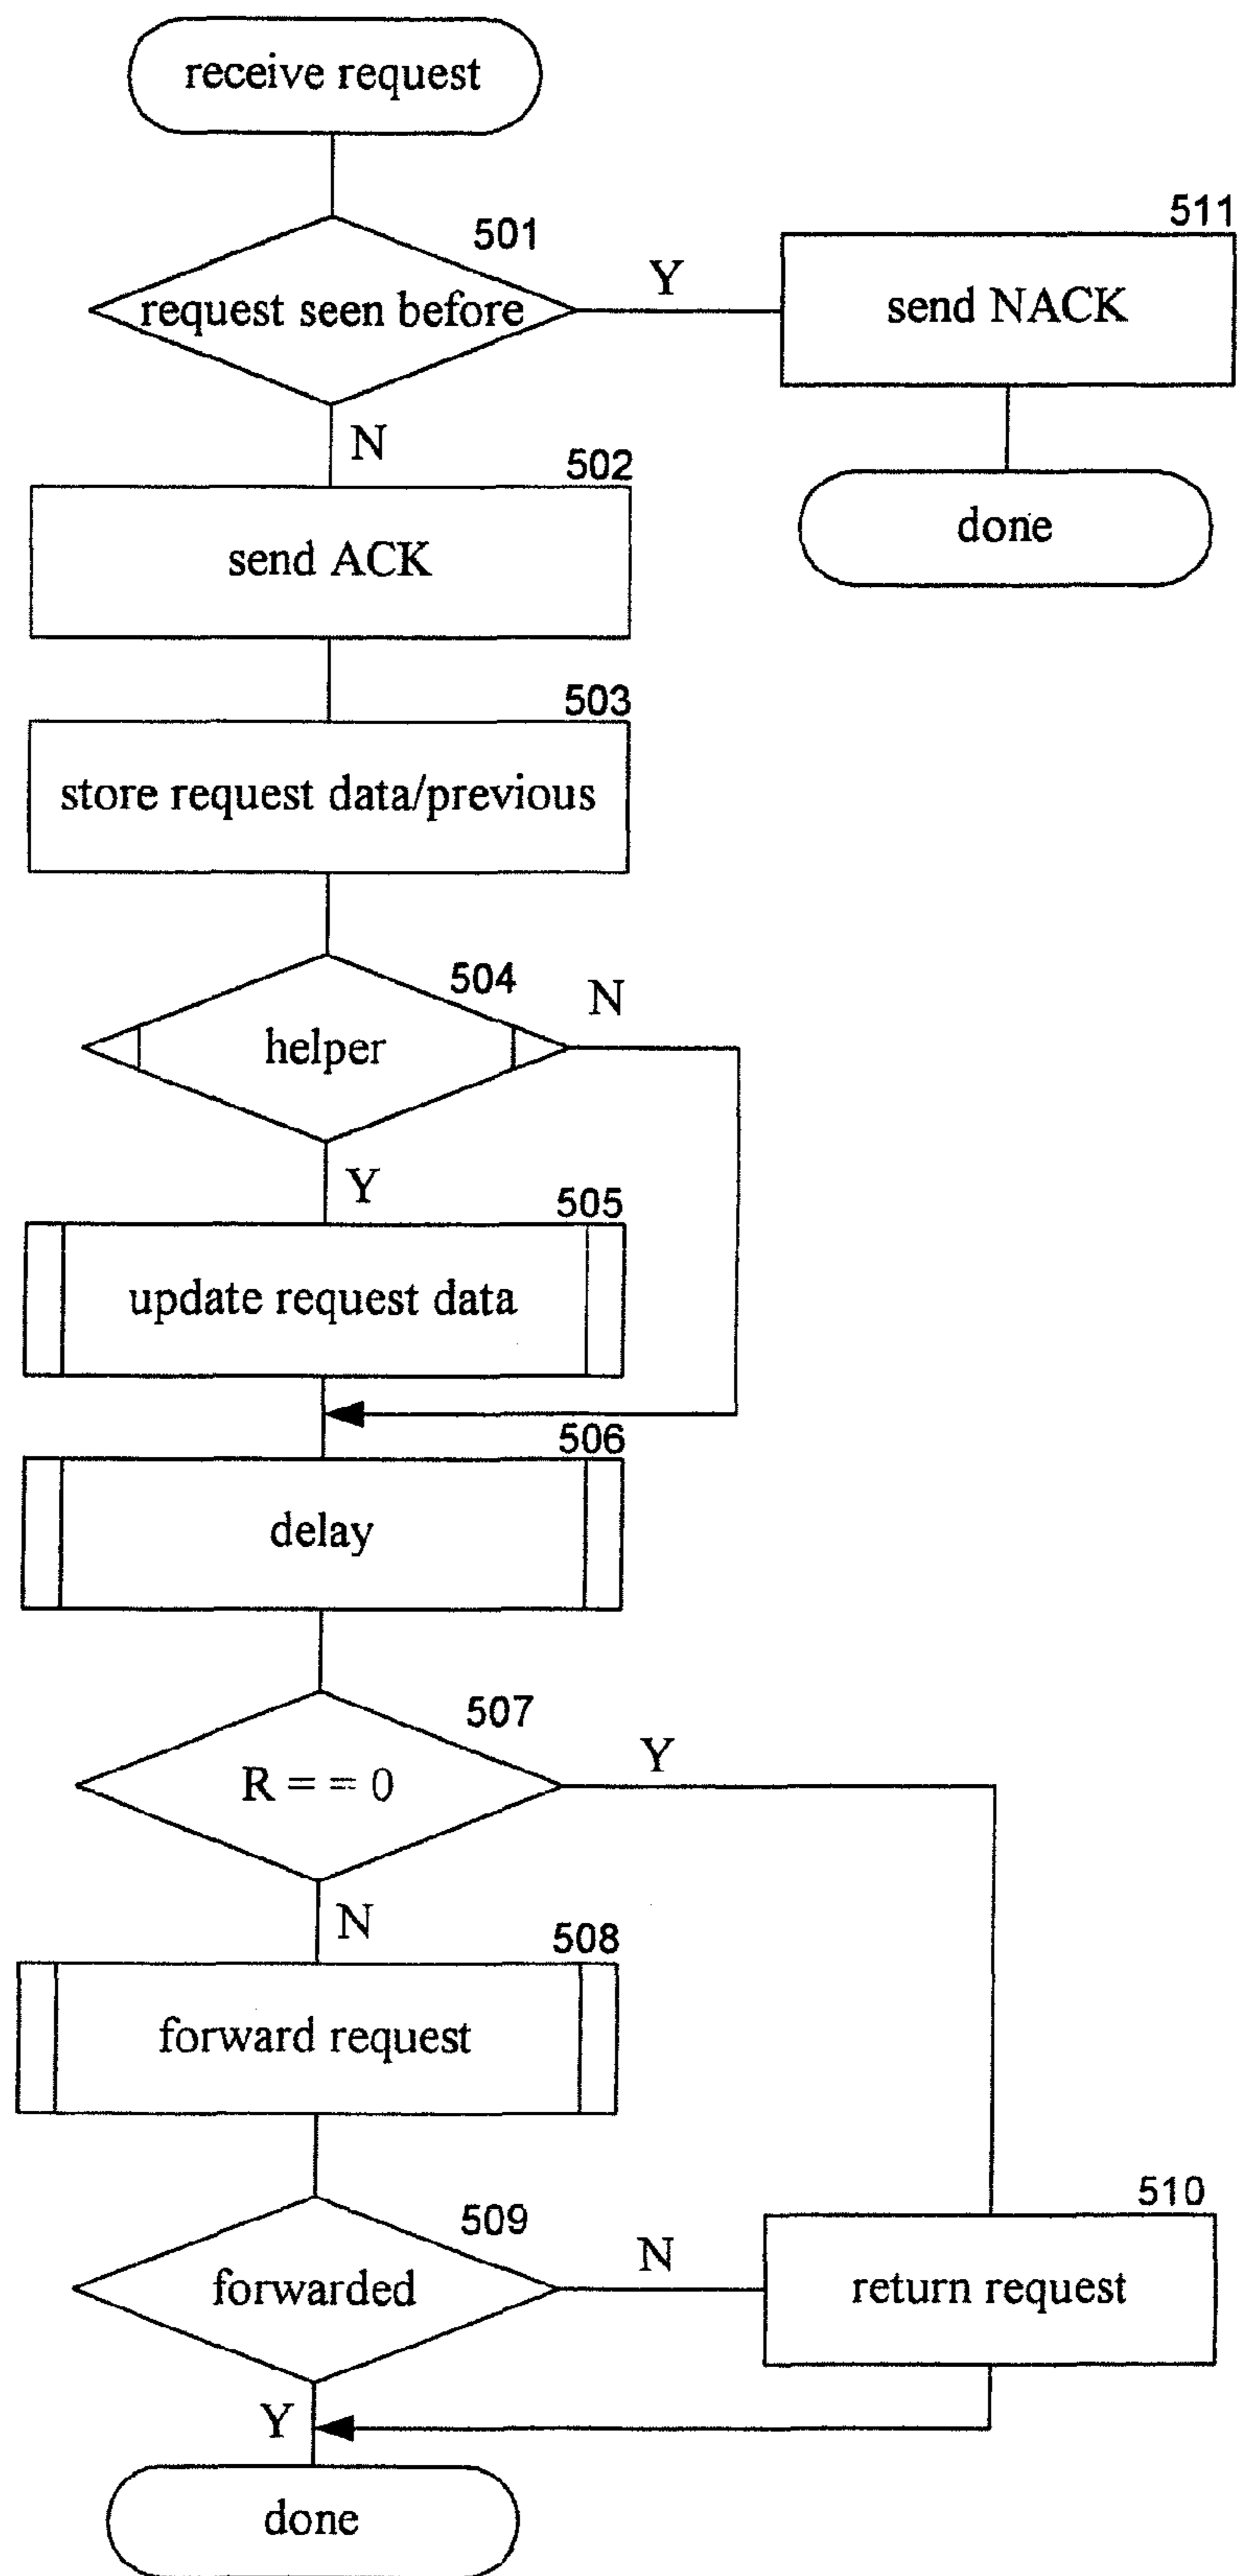 receive request
501
request seen before
Y
511
send NACK
done
N
502
send ACK
503
store request data/previous
504
helper
N
Y
505
update request data
506
delay
507
R = = 0
Y
N
508
forward request
509
forwarded
N
510
return request
Y
done